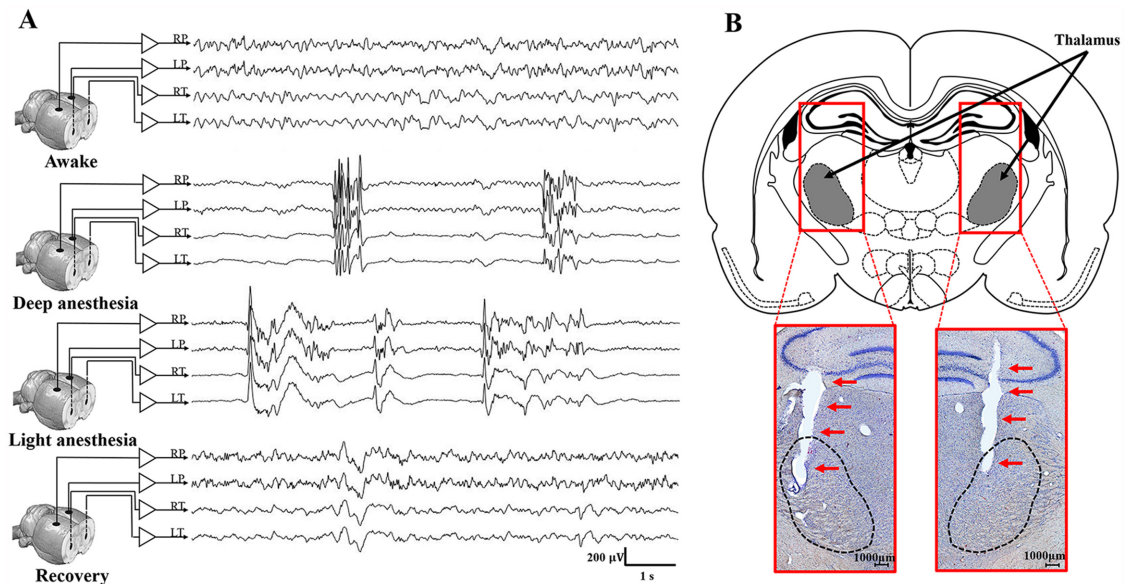 A
RP
LP
RT
LT
Awake
RP
LP
RT
LT
Deep anesthesia
RP
LP
RT
LT
Light anesthesia
RP
LP
RT
LT
Recovery
200 μV
1 s
B
Thalamus
1000μm
1000μm